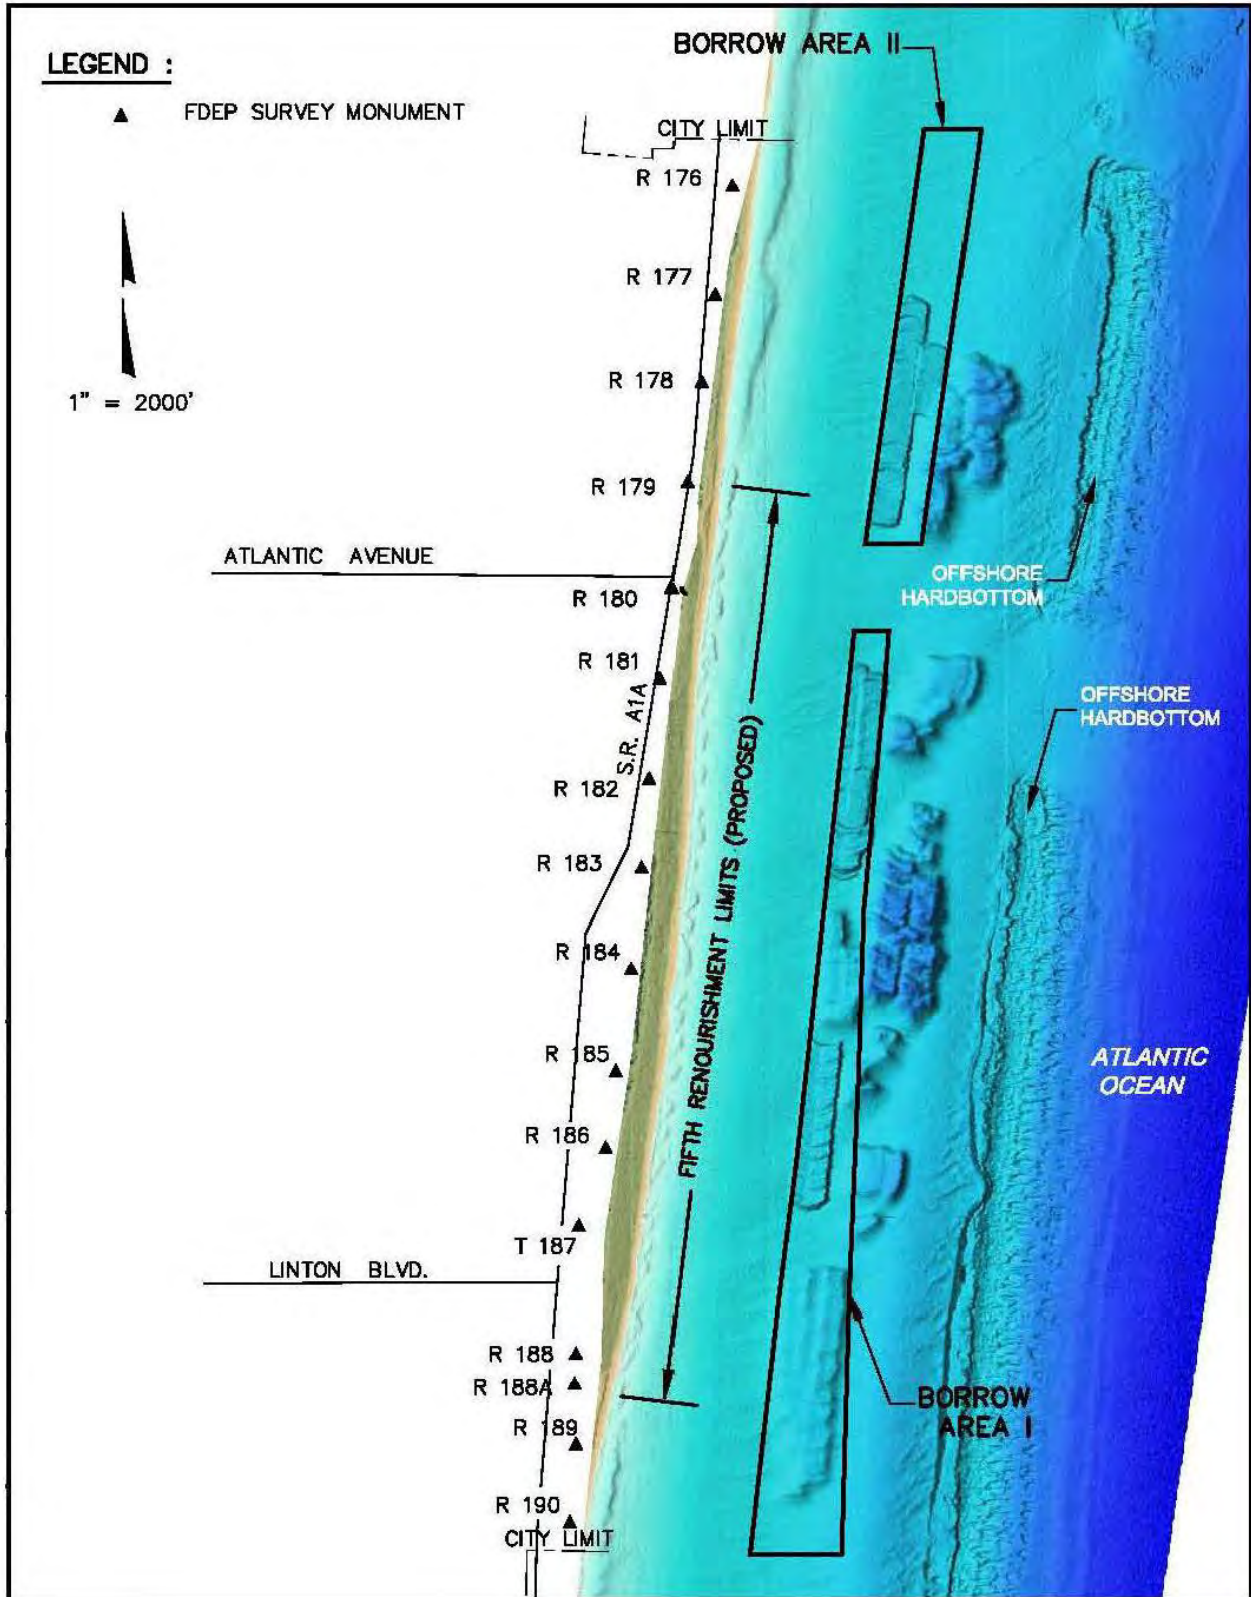 BORROW AREA II
LEGEND :
FDEP SURVEY MONUMENT
CITY LIMIT
R 176
R 177
R 178
1" = 2000'
R 179
ATLANTIC AVENUE
OFFSHORE
HARDBOTTOM
R 180
R 181
S.R. A1A
OFFSHORE
HARDBOTTOM
R 182
FIFTH RENOURISHMENT LIMITS (PROPOSED)
R 183
R 184
R 185
ATLANTIC
OCEAN
R 186
T 187
LINTON BLVD.
R 188
R 188A
BORROW
AREA I
R 189
R 190
CITY LIMIT